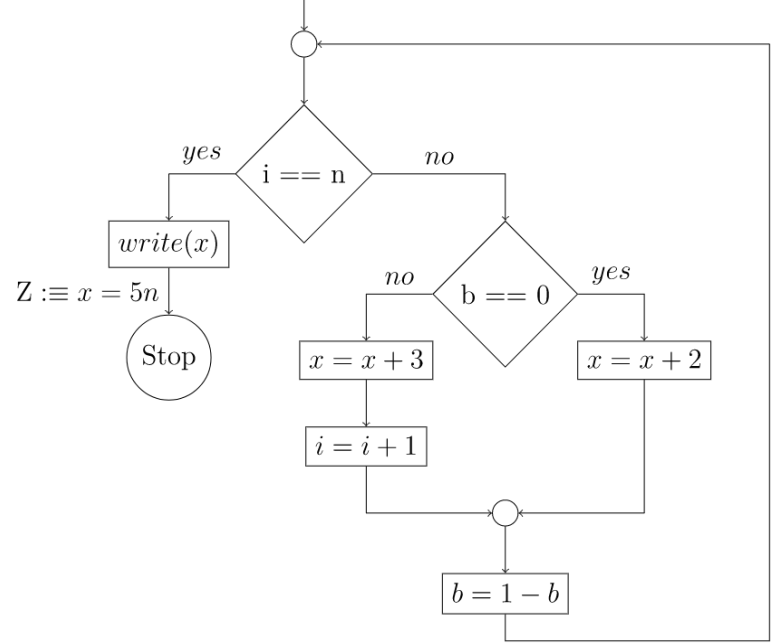 yes
i == n
no
write(x)
Z :≡ x = 5n
Stop
no
b == 0
yes
x = x + 3
x = x + 2
i = i + 1
b = 1 − b